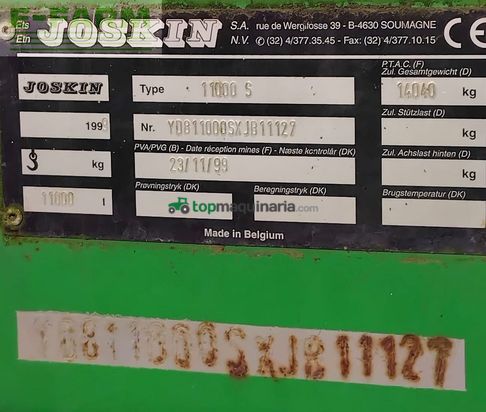 Ets
Etn
JOSKIN
S.A. rue de Wergifosse 39 - B-4630 SOUMAGNE
N.V. (32) 4/377.35.45 - Fax: (32) 4/377.10.15
CE
JOSKIN
Type 11000 S
P.T.A.C. (F)
Zul. Gesamtgewicht (D)
14040 kg
1999
Nr. YD811000SXJB11127
Zul. Stützlast (D)
kg
kg
PVA/PVG (B) - Date réception mines (F) - Næste kontrolår (DK)
23/11/99
Zul. Achslast hinten (D)
kg
11000 l
Prøvningstryk (DK)
Beregningstryk (DK)
Brugstemperatur (DK)
topmaquinaria.com
Made in Belgium
YD811000SXJB11127